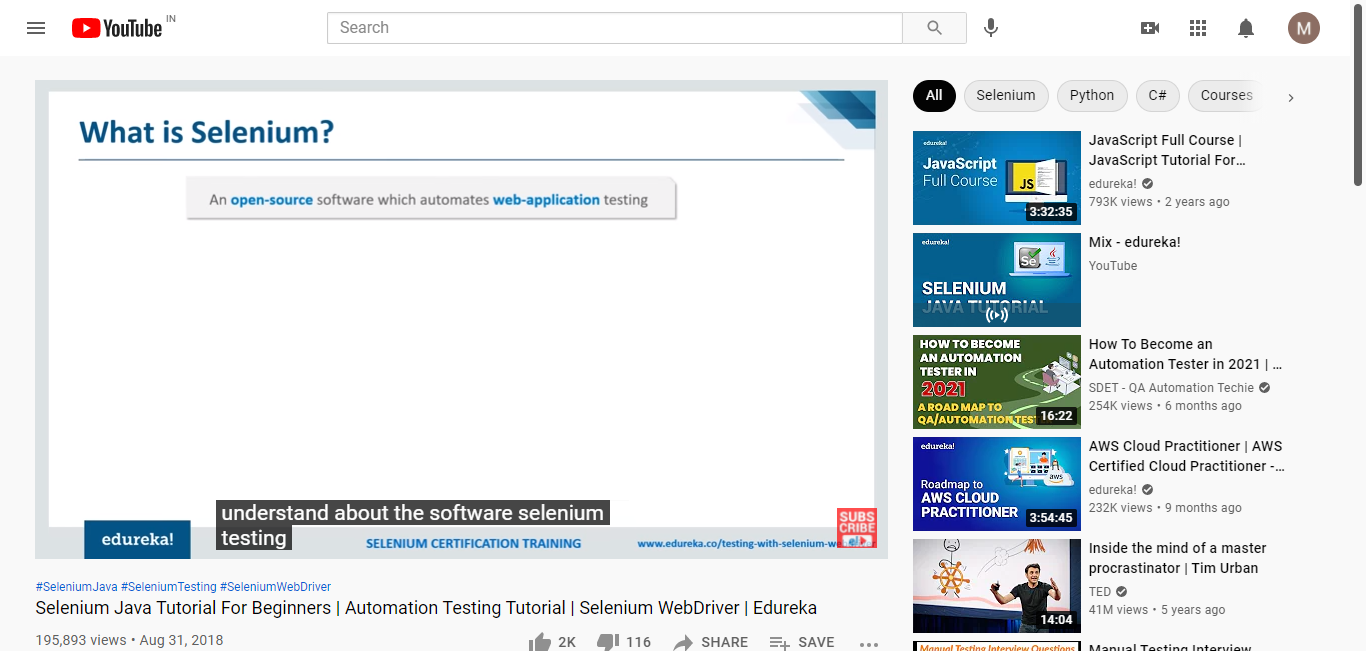 YouTube IN
Search
M
What is Selenium?
An open-source software which automates web-application testing
understand about the software selenium
testing
edureka!
SELENIUM CERTIFICATION TRAINING
www.edureka.co/testing-with-selenium-w
SUBS
CRIBE
#SeleniumJava #SeleniumTesting #SeleniumWebDriver
Selenium Java Tutorial For Beginners | Automation Testing Tutorial | Selenium WebDriver | Edureka
195,893 views • Aug 31, 2018
2K
116
SHARE
SAVE
All
Selenium
Python
C#
Courses
edureka!
JavaScript
Full Course
JS
3:32:35
JavaScript Full Course |
JavaScript Tutorial For…
edureka!
793K views • 2 years ago
edureka!
Se
SELENIUM
JAVA TUTORIAL
Mix - edureka!
YouTube
HOW TO BECOME
AN AUTOMATION
TESTER IN
2021
A ROAD MAP TO
QA/AUTOMATION TEST
16:22
How To Become an
Automation Tester in 2021 | …
SDET - QA Automation Techie
254K views • 6 months ago
edureka!
aws
Roadmap to
AWS CLOUD
PRACTITIONER
3:54:45
AWS Cloud Practitioner | AWS
Certified Cloud Practitioner -…
edureka!
232K views • 9 months ago
14:04
Inside the mind of a master
procrastinator | Tim Urban
TED
41M views • 5 years ago
Manual Testing Interview Questions
Manual Testing Interview